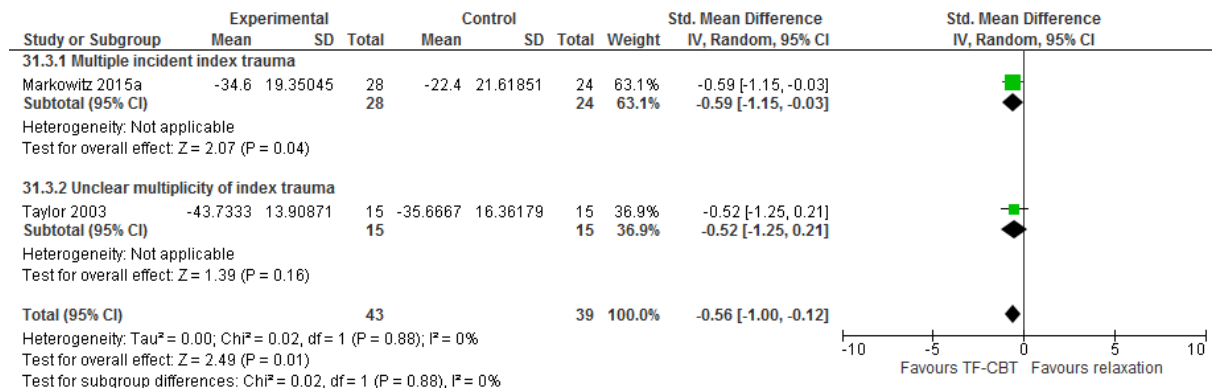 Experimental Control Std. Mean Difference Std. Mean Difference
Study or Subgroup Mean SD Total Mean SD Total Weight IV, Random, 95% CI IV, Random, 95% CI
31.3.1 Multiple incident index trauma
Markowitz 2015a -34.6 19.35045 28 -22.4 21.61851 24 63.1% -0.59 [-1.15, -0.03]
Subtotal (95% CI) 28 24 63.1% -0.59 [-1.15, -0.03]
Heterogeneity: Not applicable
Test for overall effect: Z = 2.07 (P = 0.04)
31.3.2 Unclear multiplicity of index trauma
Taylor 2003 -43.7333 13.90871 15 -35.6667 16.36179 15 36.9% -0.52 [-1.25, 0.21]
Subtotal (95% CI) 15 15 36.9% -0.52 [-1.25, 0.21]
Heterogeneity: Not applicable
Test for overall effect: Z = 1.39 (P = 0.16)
Total (95% CI) 43 39 100.0% -0.56 [-1.00, -0.12]
Heterogeneity: Tau² = 0.00; Chi² = 0.02, df = 1 (P = 0.88); I² = 0%
Test for overall effect: Z = 2.49 (P = 0.01)
Test for subgroup differences: Chi² = 0.02, df = 1 (P = 0.88), I² = 0%
-10 -5 0 5 10
Favours TF-CBT Favours relaxation